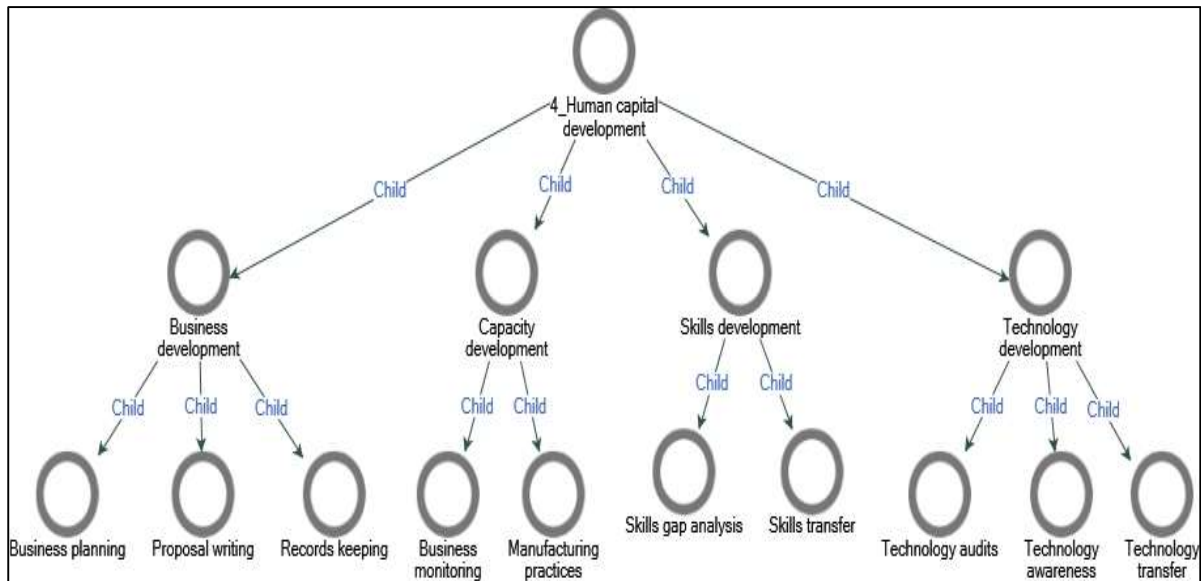 4_Human capital
development
Child
Child
Child
Child
Business
development
Capacity
development
Skills development
Technology
development
Child
Child
Child
Child
Child
Child
Child
Child
Child
Child
Business planning
Proposal writing
Records keeping
Business
monitoring
Manufacturing
practices
Skills gap analysis
Skills transfer
Technology audits
Technology
awareness
Technology
transfer